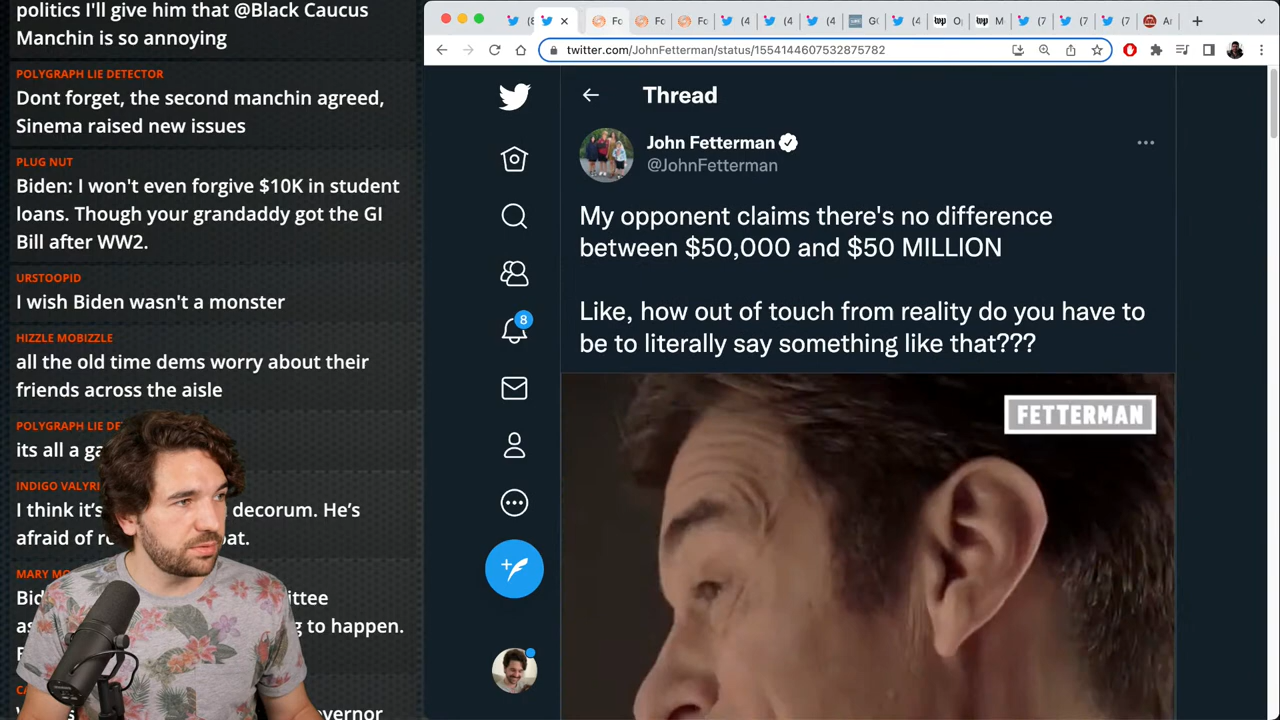 politics I'll give him that @Black Caucus
Manchin is so annoying
POLYGRAPH LIE DETECTOR
Dont forget, the second manchin agreed,
Sinema raised new issues
PLUG NUT
Biden: I won't even forgive $10K in student
loans. Though your grandaddy got the GI
Bill after WW2.
URSTOOPID
I wish Biden wasn't a monster
HIZZLE MOBIZZLE
all the old time dems worry about their
friends across the aisle
POLYGRAPH LIE DE
its all a ga
INDIGO VALYRI
I think it's decorum. He's
afraid of
MARY
ittee
g to happen.
vernor
twitter.com/JohnFetterman/status/1554144607532875782
Thread
John Fetterman
@JohnFetterman
My opponent claims there's no difference
between $50,000 and $50 MILLION
Like, how out of touch from reality do you have to
be to literally say something like that???
8
FETTERMAN